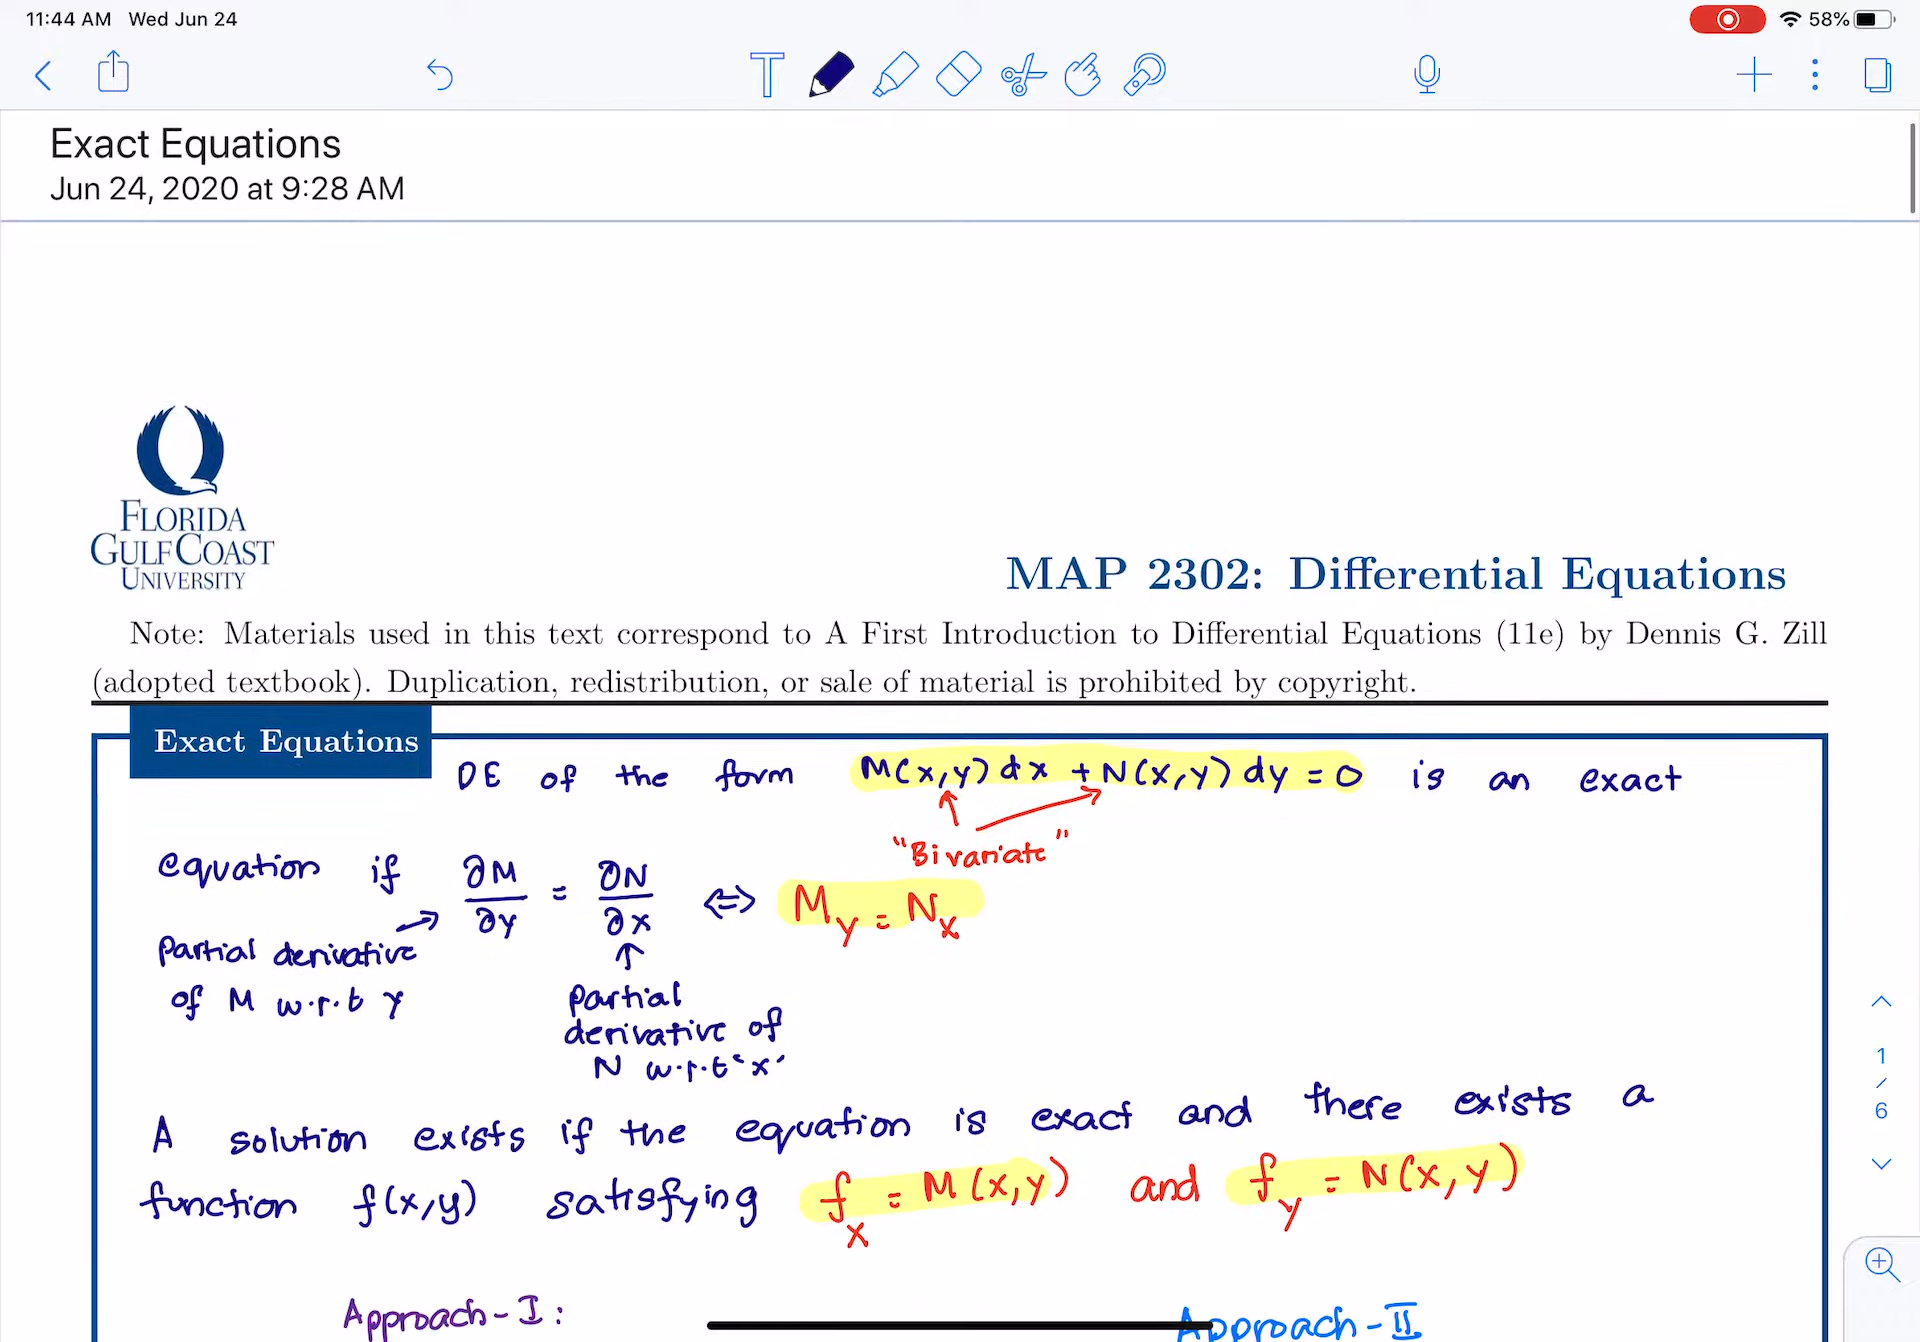 11:44 AM Wed Jun 24
58%
Exact Equations
Jun 24, 2020 at 9:28 AM
FLORIDA
GULF COAST
UNIVERSITY
MAP 2302: Differential Equations
Note: Materials used in this text correspond to A First Introduction to Differential Equations (11e) by Dennis G. Zill
(adopted textbook). Duplication, redistribution, or sale of material is prohibited by copyright.
Exact Equations
DE of the form M(x,y) dx + N(x,y) dy = 0 is an exact
"Bivariate"
equation if ∂M/∂y = ∂N/∂x ⇔ M_y = N_x
Partial derivative
of M w.r.t y
Partial
derivative of
N w.r.t 'x'
A solution exists if the equation is exact and there exists a
function f(x,y) satisfying f_x = M(x,y) and f_y = N(x,y)
Approach-I:
Approach-II
1
/
6